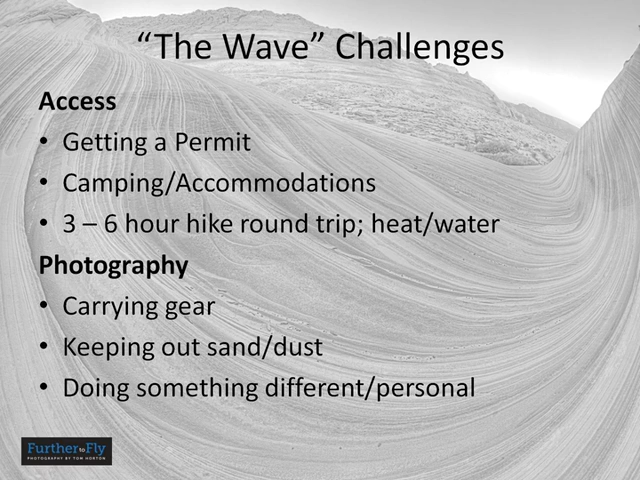 “The Wave” Challenges
Access
• Getting a Permit
• Camping/Accommodations
• 3 – 6 hour hike round trip; heat/water
Photography
• Carrying gear
• Keeping out sand/dust
• Doing something different/personal
Further to Fly
PHOTOGRAPHY BY TOM HORTON